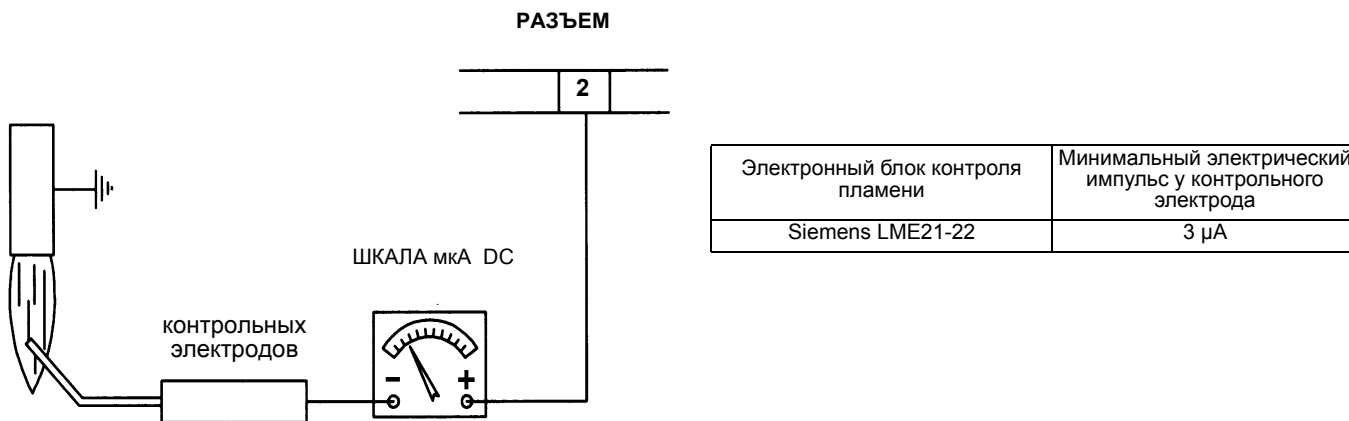 РАЗЪЕМ
2
ШКАЛА мкА DC
контрольных
электродов
- +
Электронный блок контроля
пламени
Минимальный электрический
импульс у контрольного
электрода
Siemens LME21-22
3 µA